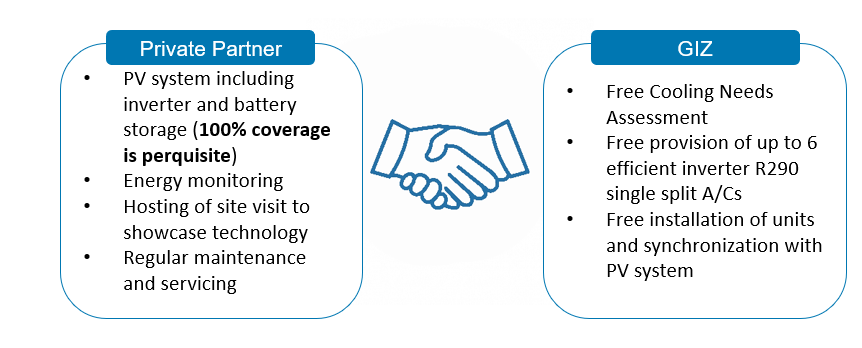 Private Partner
• PV system including
inverter and battery
storage (100% coverage
is perquisite)
• Energy monitoring
• Hosting of site visit to
showcase technology
• Regular maintenance
and servicing
GIZ
• Free Cooling Needs
Assessment
• Free provision of up to 6
efficient inverter R290
single split A/Cs
• Free installation of units
and synchronization with
PV system